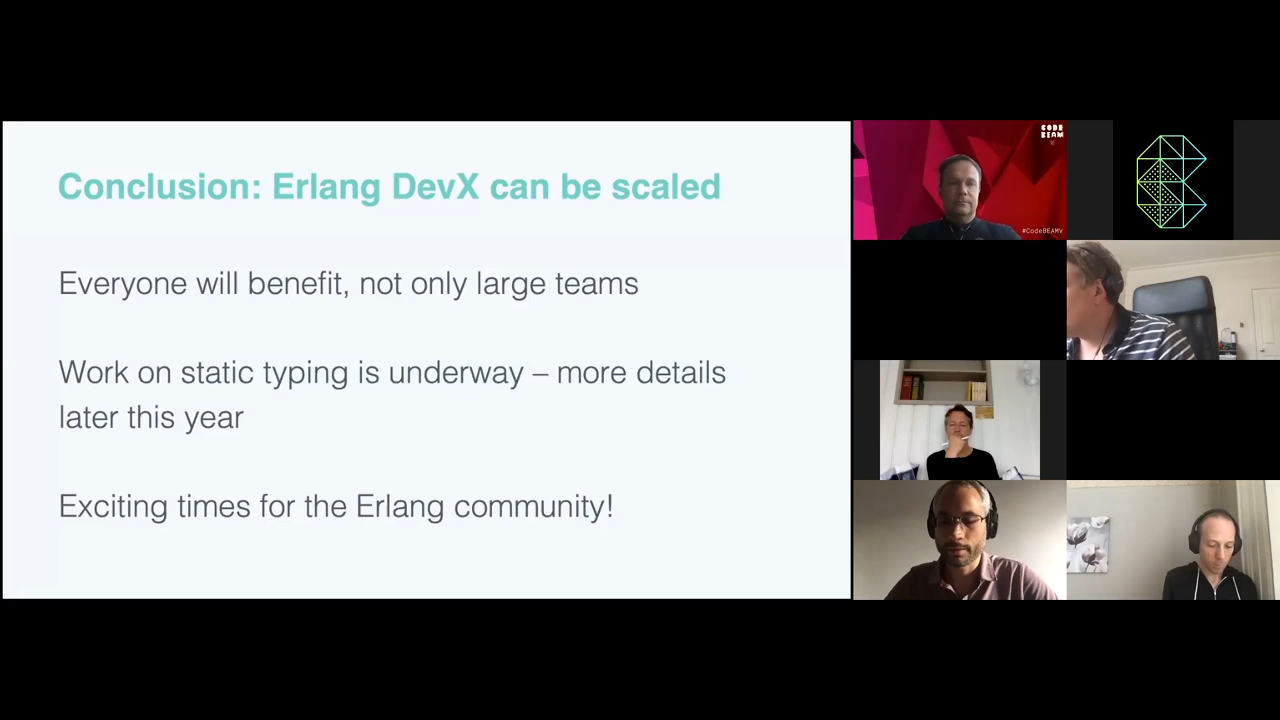 Conclusion: Erlang DevX can be scaled
Everyone will benefit, not only large teams
Work on static typing is underway – more details
later this year
Exciting times for the Erlang community!
CODE
BEAM
#CodeBEAMV